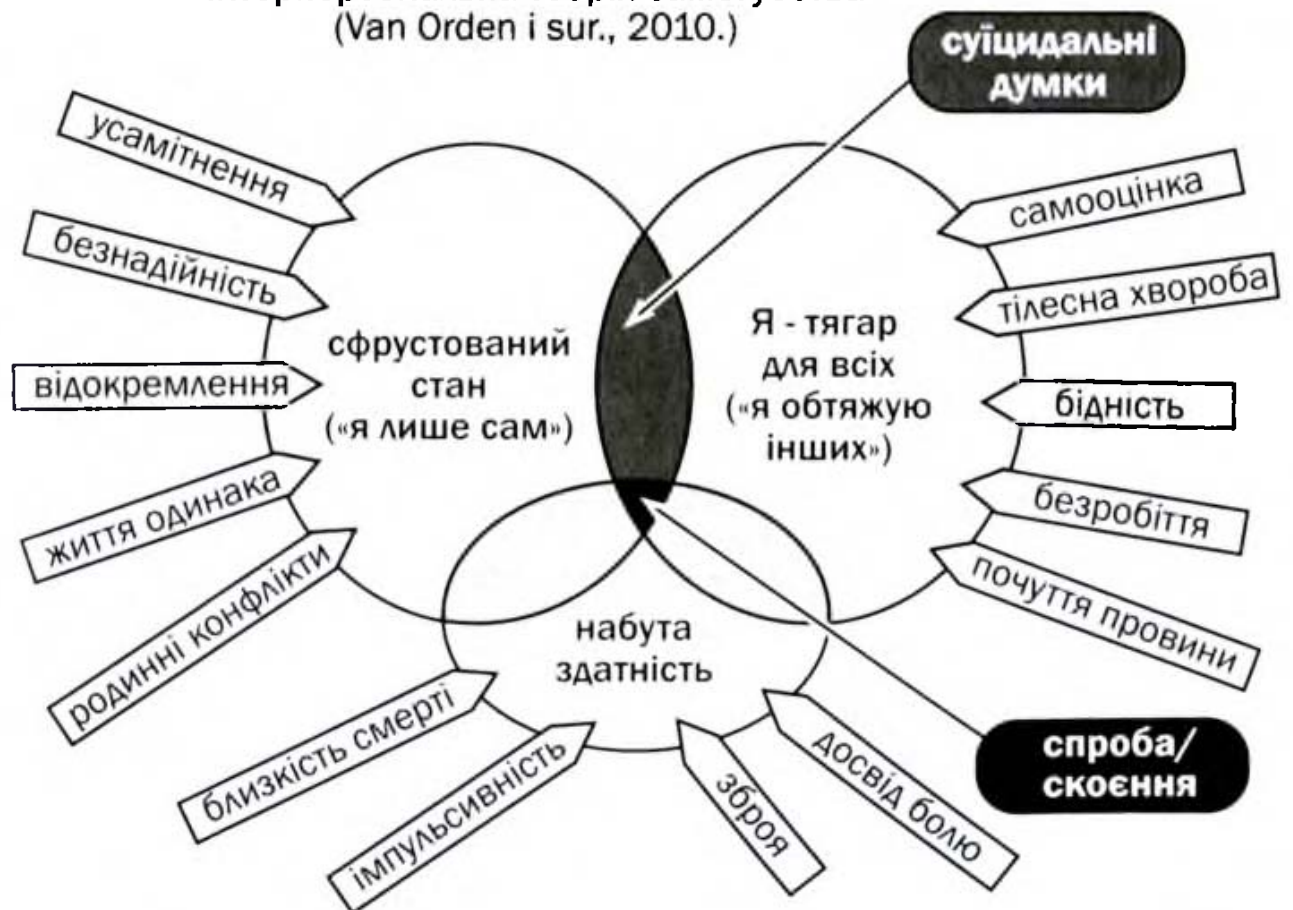 (Van Orden i sur., 2010.)
суїцидальні
думки
усамітнення
безнадійність
відокремлення
життя одинака
родинні конфлікти
сфрустований
стан
(«я лише сам»)
Я - тягар
для всіх
(«я обтяжую
інших»)
самооцінка
тілесна хвороба
бідність
безробіття
почуття провини
набута
здатність
близкість смерті
імпульсивність
зброя
досвід болю
спроба/
скоєння